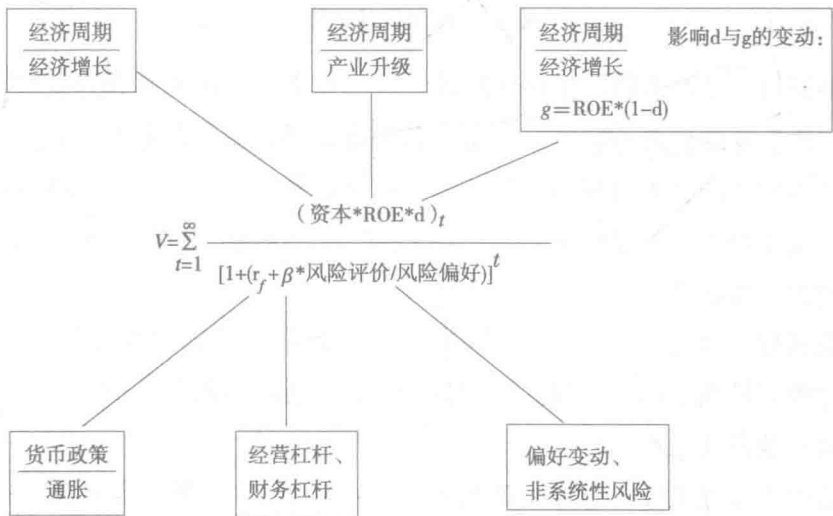 经济周期
经济增长
经济周期
产业升级
经济周期
经济增长
影响d与g的变动：
g=ROE*(1-d)
（资本*ROE*d）t
V=∑
∞
t=1
[1+(rf+β*风险评价/风险偏好)]t
货币政策
通胀
经营杠杆、
财务杠杆
偏好变动、
非系统性风险